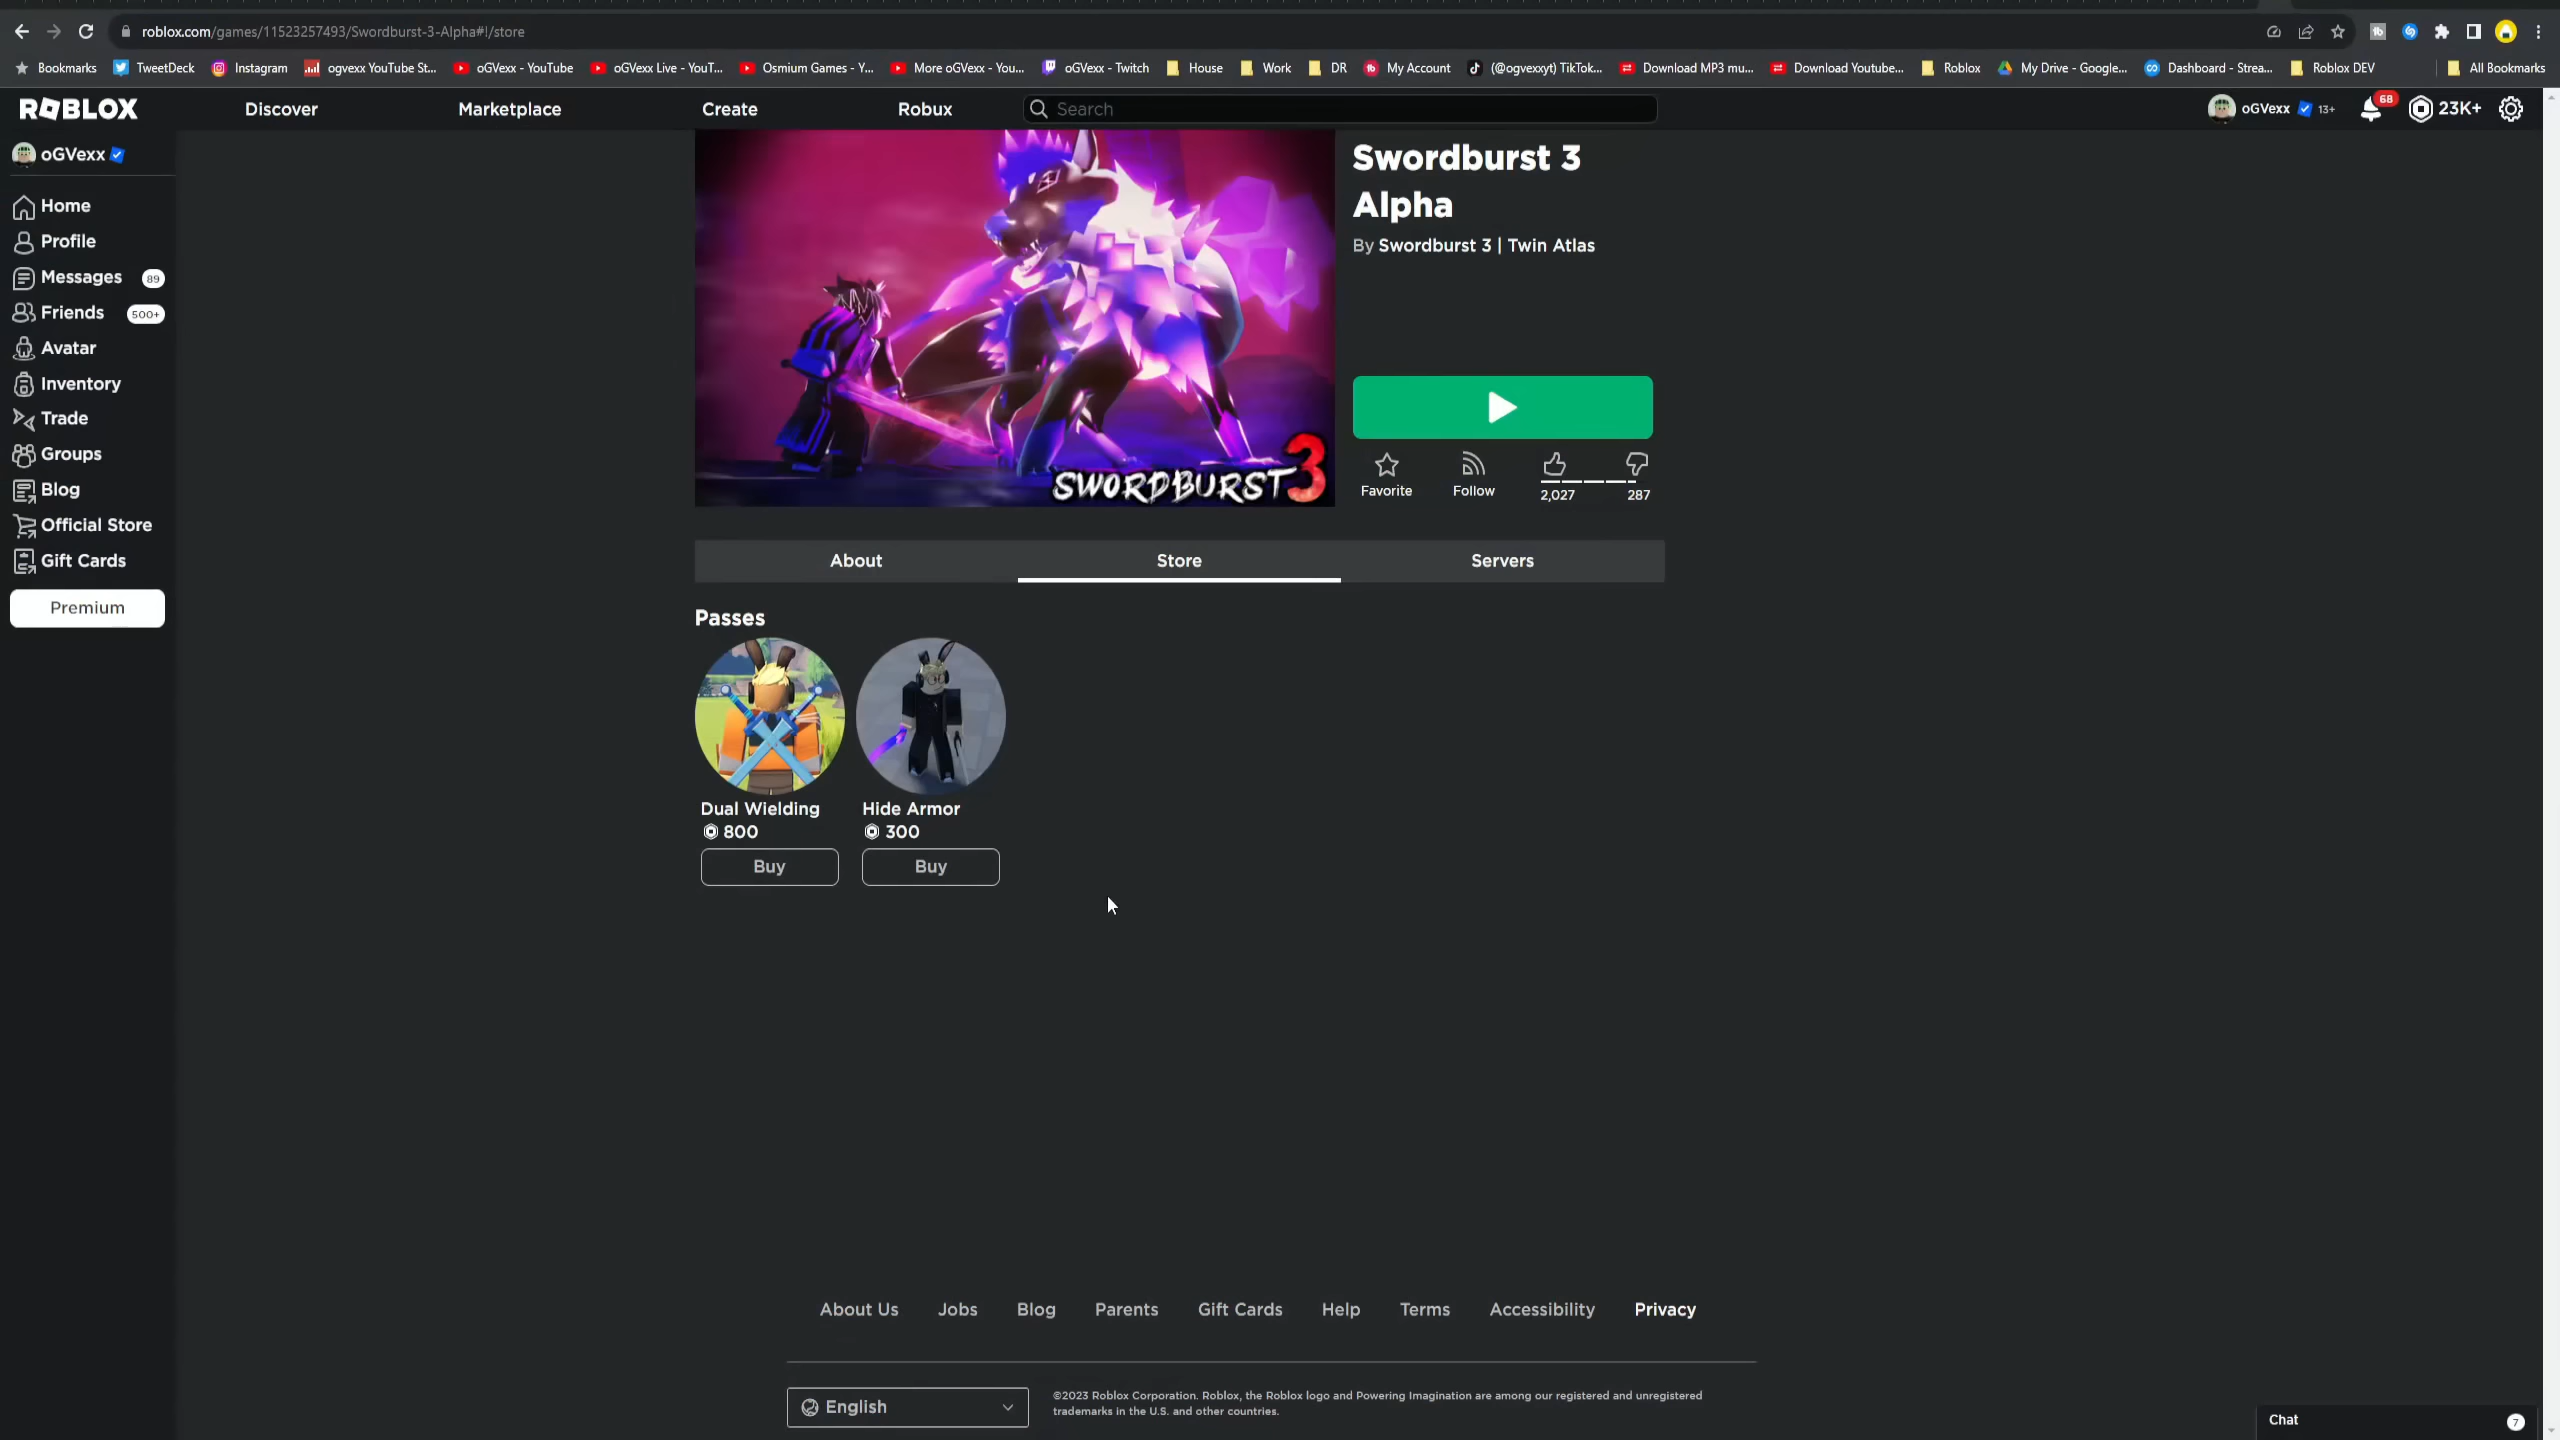 roblox.com/games/11523257493/Swordburst-3-Alpha#!/store
Bookmarks TweetDeck Instagram ogvexx YouTube St... oGVexx - YouTube oGVexx Live - YouT... Osmium Games - Y... More oGVexx - You... oGVexx - Twitch House Work DR My Account (@ogvexxyt) TikTok... Download MP3 mu... Download Youtube... Roblox My Drive - Google... Dashboard - Strea... Roblox DEV All Bookmarks
ROBLOX Discover Marketplace Create Robux Search oGVexx 13+ 68 23K+
oGVexx
Home
Profile
Messages 89
Friends 500+
Avatar
Inventory
Trade
Groups
Blog
Official Store
Gift Cards
Premium
SWORDBURST 3
Swordburst 3
Alpha
By Swordburst 3 | Twin Atlas
Favorite Follow 2,027 287
About Store Servers
Passes
Dual Wielding Hide Armor
800 300
Buy Buy
About Us Jobs Blog Parents Gift Cards Help Terms Accessibility Privacy
English
©2023 Roblox Corporation. Roblox, the Roblox logo and Powering Imagination are among our registered and unregistered
trademarks in the U.S. and other countries.
Chat 7